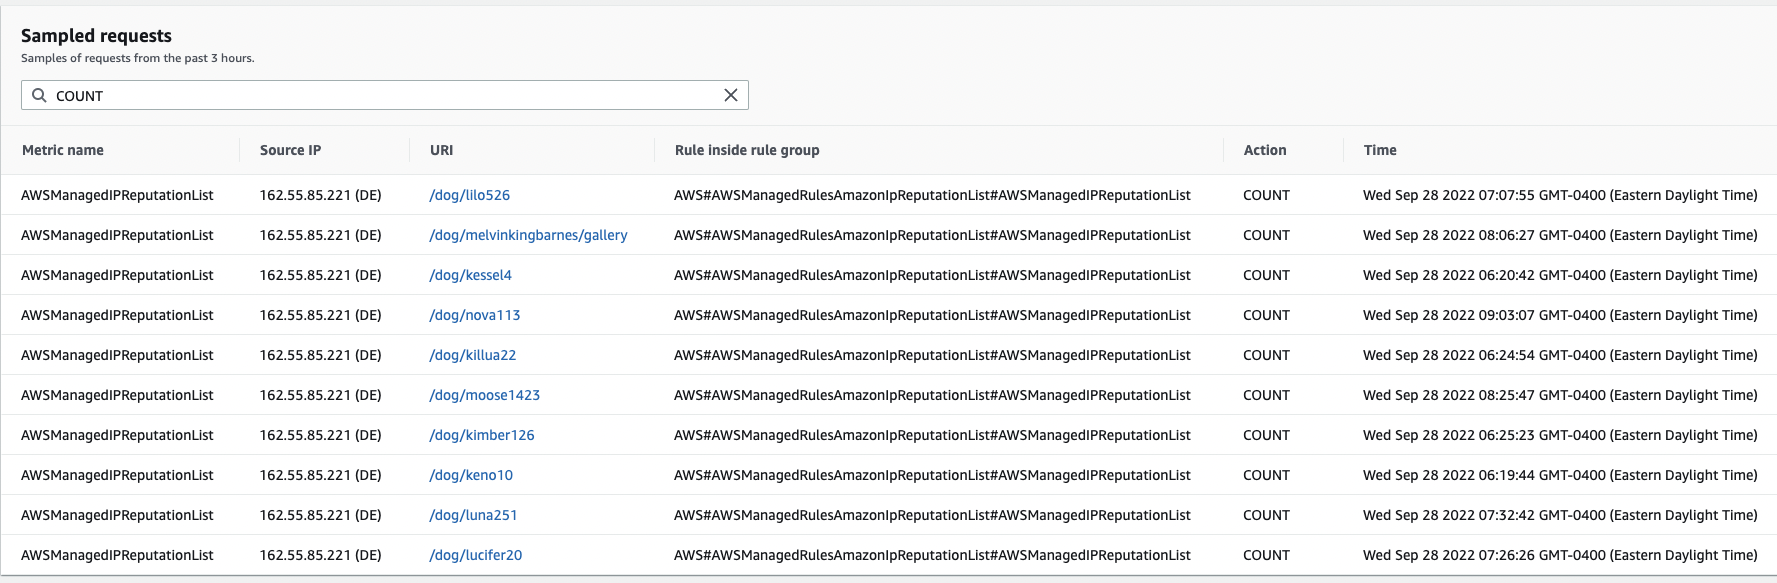 Sampled requests
Samples of requests from the past 3 hours.
COUNT
Metric name Source IP URI Rule inside rule group Action Time
AWSManagedIPReputationList 162.55.85.221 (DE) /dog/lilo526 AWS#AWSManagedRulesAmazonIpReputationList#AWSManagedIPReputationList COUNT Wed Sep 28 2022 07:07:55 GMT-0400 (Eastern Daylight Time)
AWSManagedIPReputationList 162.55.85.221 (DE) /dog/melvinkingbarnes/gallery AWS#AWSManagedRulesAmazonIpReputationList#AWSManagedIPReputationList COUNT Wed Sep 28 2022 08:06:27 GMT-0400 (Eastern Daylight Time)
AWSManagedIPReputationList 162.55.85.221 (DE) /dog/kessel4 AWS#AWSManagedRulesAmazonIpReputationList#AWSManagedIPReputationList COUNT Wed Sep 28 2022 06:20:42 GMT-0400 (Eastern Daylight Time)
AWSManagedIPReputationList 162.55.85.221 (DE) /dog/nova113 AWS#AWSManagedRulesAmazonIpReputationList#AWSManagedIPReputationList COUNT Wed Sep 28 2022 09:03:07 GMT-0400 (Eastern Daylight Time)
AWSManagedIPReputationList 162.55.85.221 (DE) /dog/killua22 AWS#AWSManagedRulesAmazonIpReputationList#AWSManagedIPReputationList COUNT Wed Sep 28 2022 06:24:54 GMT-0400 (Eastern Daylight Time)
AWSManagedIPReputationList 162.55.85.221 (DE) /dog/moose1423 AWS#AWSManagedRulesAmazonIpReputationList#AWSManagedIPReputationList COUNT Wed Sep 28 2022 08:25:47 GMT-0400 (Eastern Daylight Time)
AWSManagedIPReputationList 162.55.85.221 (DE) /dog/kimber126 AWS#AWSManagedRulesAmazonIpReputationList#AWSManagedIPReputationList COUNT Wed Sep 28 2022 06:25:23 GMT-0400 (Eastern Daylight Time)
AWSManagedIPReputationList 162.55.85.221 (DE) /dog/keno10 AWS#AWSManagedRulesAmazonIpReputationList#AWSManagedIPReputationList COUNT Wed Sep 28 2022 06:19:44 GMT-0400 (Eastern Daylight Time)
AWSManagedIPReputationList 162.55.85.221 (DE) /dog/luna251 AWS#AWSManagedRulesAmazonIpReputationList#AWSManagedIPReputationList COUNT Wed Sep 28 2022 07:32:42 GMT-0400 (Eastern Daylight Time)
AWSManagedIPReputationList 162.55.85.221 (DE) /dog/lucifer20 AWS#AWSManagedRulesAmazonIpReputationList#AWSManagedIPReputationList COUNT Wed Sep 28 2022 07:26:26 GMT-0400 (Eastern Daylight Time)